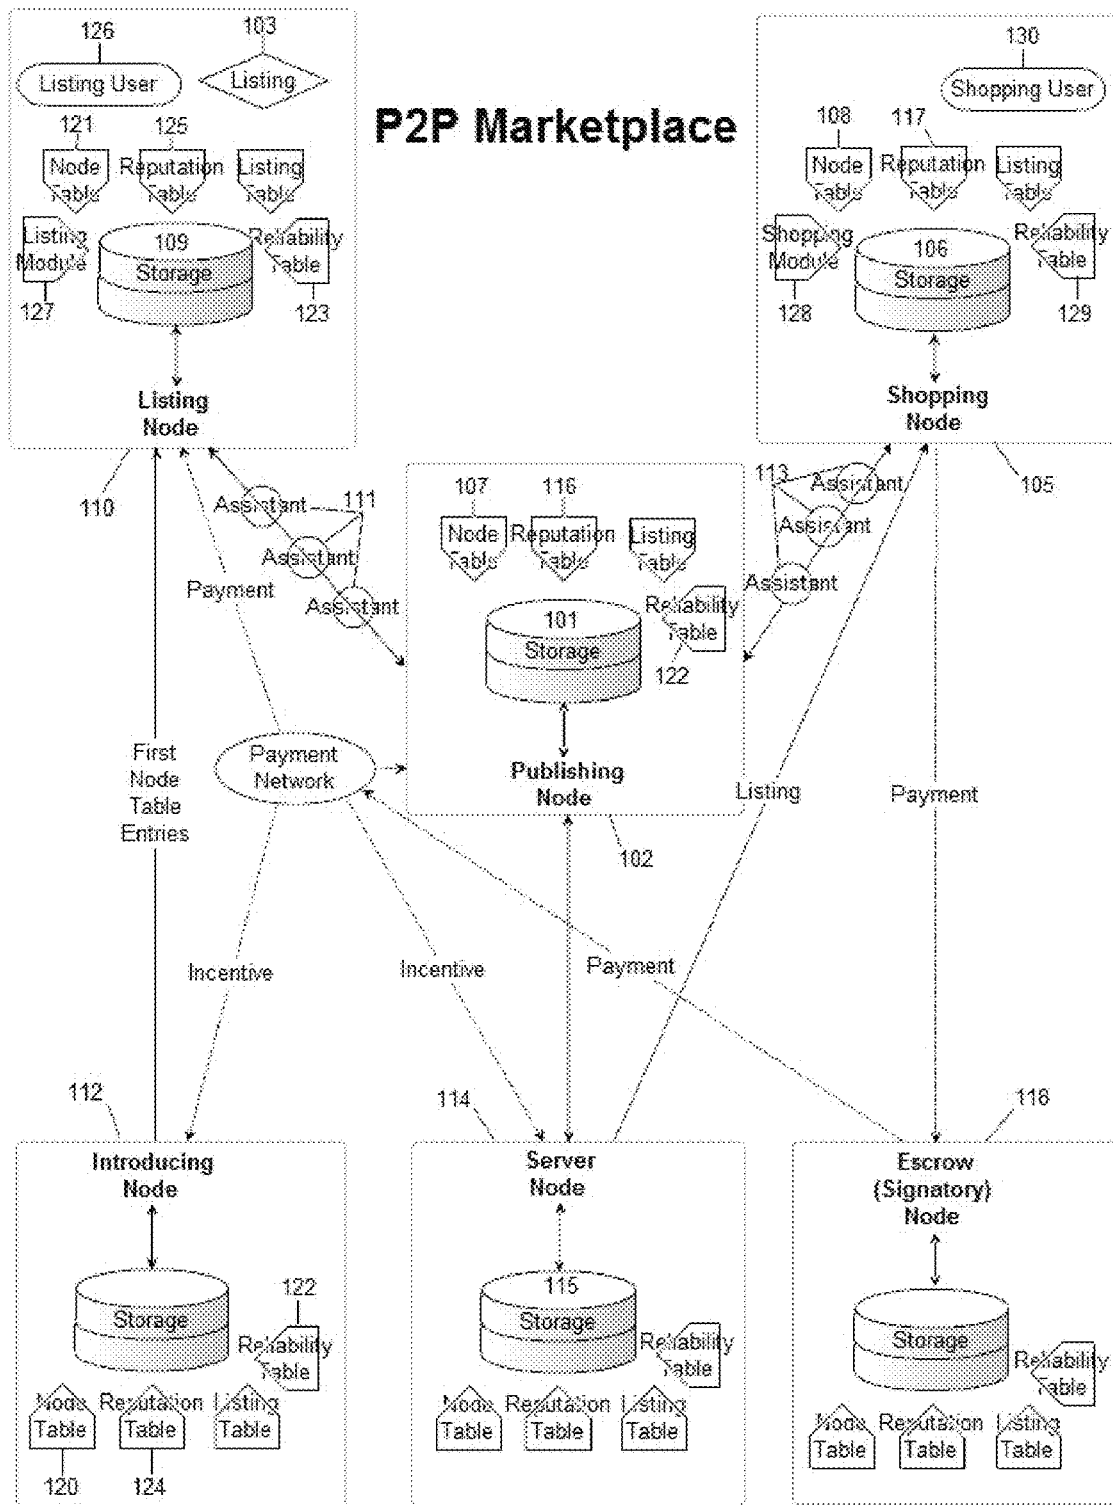 126
103
Listing User
Listing
P2P Marketplace
130
Shopping User
121
125
Node
Table
Reputation
Table
Listing
Table
Listing
Module
109
Storage
Reliability
Table
127
123
Listing
Node
110
108
117
Node
Table
Reputation
Table
Listing
Table
Shopping
Module
106
Storage
Reliability
Table
128
129
Shopping
Node
105
111
Assistant
Assistant
Assistant
Payment
107
116
Node
Table
Reputation
Table
Listing
Table
101
Storage
Reliability
Table
122
Publishing
Node
102
113
Assistant
Assistant
Assistant
First
Node
Table
Entries
Payment
Network
Listing
Payment
Incentive
Incentive
Payment
112
Introducing
Node
Storage
122
Reliability
Table
Node
Table
Reputation
Table
Listing
Table
120
124
114
Server
Node
115
Storage
Reliability
Table
Node
Table
Reputation
Table
Listing
Table
118
Escrow
(Signatory)
Node
Storage
Reliability
Table
Node
Table
Reputation
Table
Listing
Table